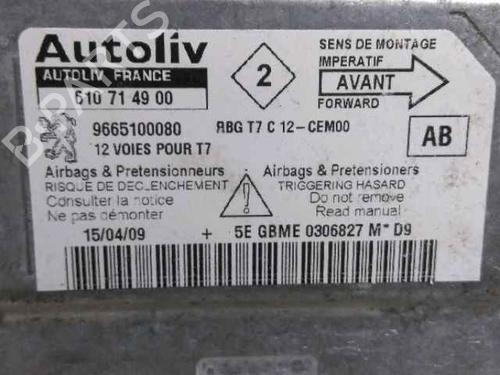 Autoliv
AUTOLIV FRANCE
610 71 49 00
2
SENS DE MONTAGE
IMPERATIF
AVANT
FORWARD
9665100080
RBG T7 C 12-CEM00
12 VOIES POUR T7
AB
Airbags & Pretensionneurs
RISQUE DE DECLENCHEMENT
Consulter la notice
Ne pas démonter
Airbags & Pretensioners
TRIGGERING HASARD
Do not remove
Read manual
15/04/09 + 5E GBME 0306827 M* D9
B-PARTS